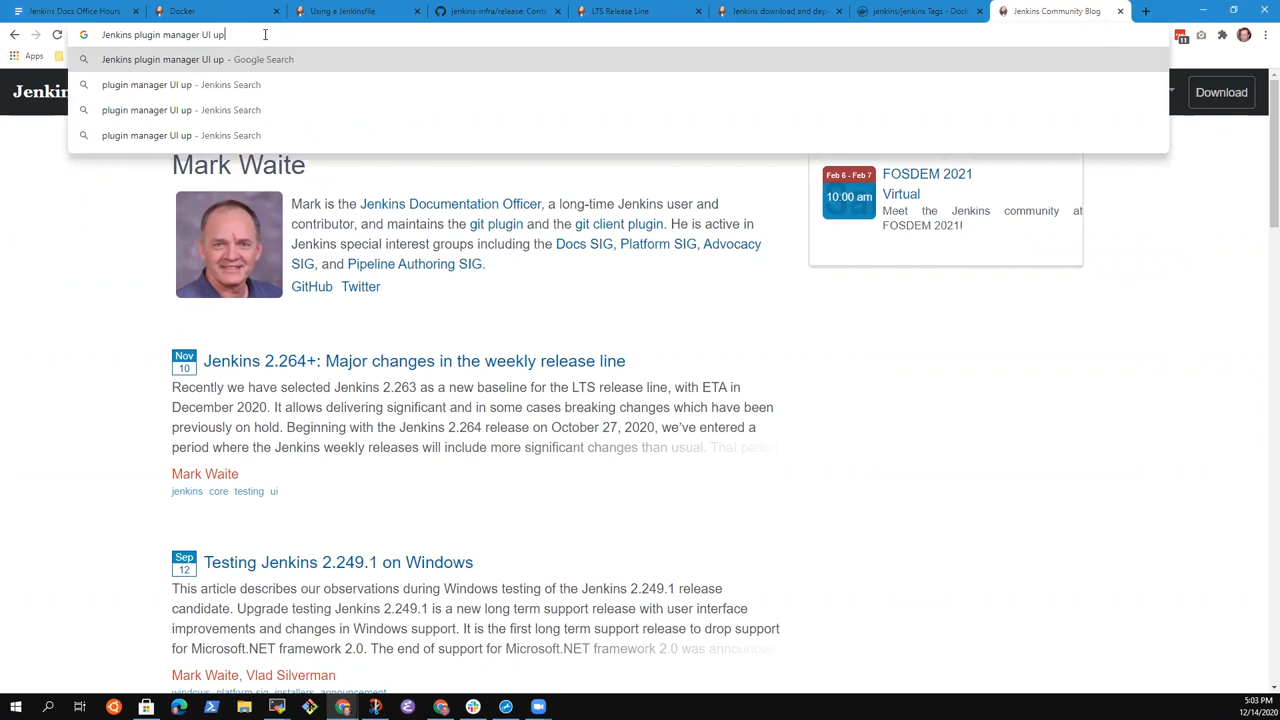 Jenkins Docs Office Hours
Docker
Using a Jenkinsfile
jenkins-infra/release: Conta
LTS Release Line
Jenkins download and dep
jenkins/jenkins Tags - Dock
Jenkins Community Blog
Jenkins plugin manager UI up
Apps
11
Jenkins plugin manager UI up - Google Search
plugin manager UI up - Jenkins Search
plugin manager UI up - Jenkins Search
plugin manager UI up - Jenkins Search
Jenkin
Download
Mark Waite
Mark is the Jenkins Documentation Officer, a long-time Jenkins user and
contributor, and maintains the git plugin and the git client plugin. He is active in
Jenkins special interest groups including the Docs SIG, Platform SIG, Advocacy
SIG, and Pipeline Authoring SIG.
GitHub Twitter
Feb 6 - Feb 7
10:00 am
FOSDEM 2021
Virtual
Meet the Jenkins community at
FOSDEM 2021!
Nov
10
Jenkins 2.264+: Major changes in the weekly release line
Recently we have selected Jenkins 2.263 as a new baseline for the LTS release line, with ETA in
December 2020. It allows delivering significant and in some cases breaking changes which have been
previously on hold. Beginning with the Jenkins 2.264 release on October 27, 2020, we've entered a
period where the Jenkins weekly releases will include more significant changes than usual. That period
Mark Waite
jenkins core testing ui
Sep
12
Testing Jenkins 2.249.1 on Windows
This article describes our observations during Windows testing of the Jenkins 2.249.1 release
candidate. Upgrade testing Jenkins 2.249.1 is a new long term support release with user interface
improvements and changes in Windows support. It is the first long term support release to drop support
for Microsoft.NET framework 2.0. The end of support for Microsoft.NET framework 2.0 was announced
Mark Waite, Vlad Silverman
windows platform-sig installers announcement
5:03 PM
12/14/2020